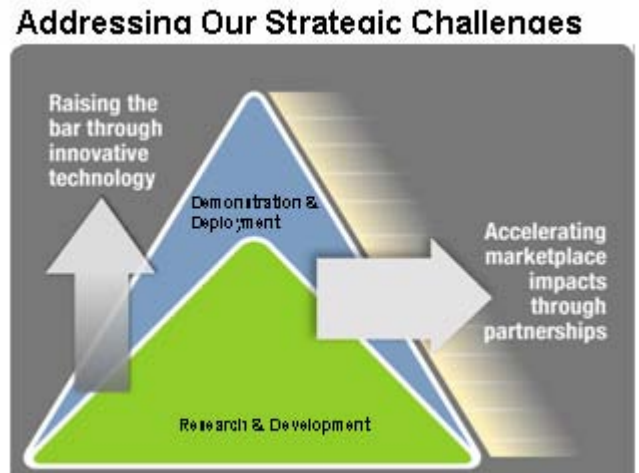 Addressing Our Strategic Challenges
Raising the
bar through
innovative
technology
Demonstration &
Deployment
Accelerating
marketplace
impacts
through
partnerships
Research & Development